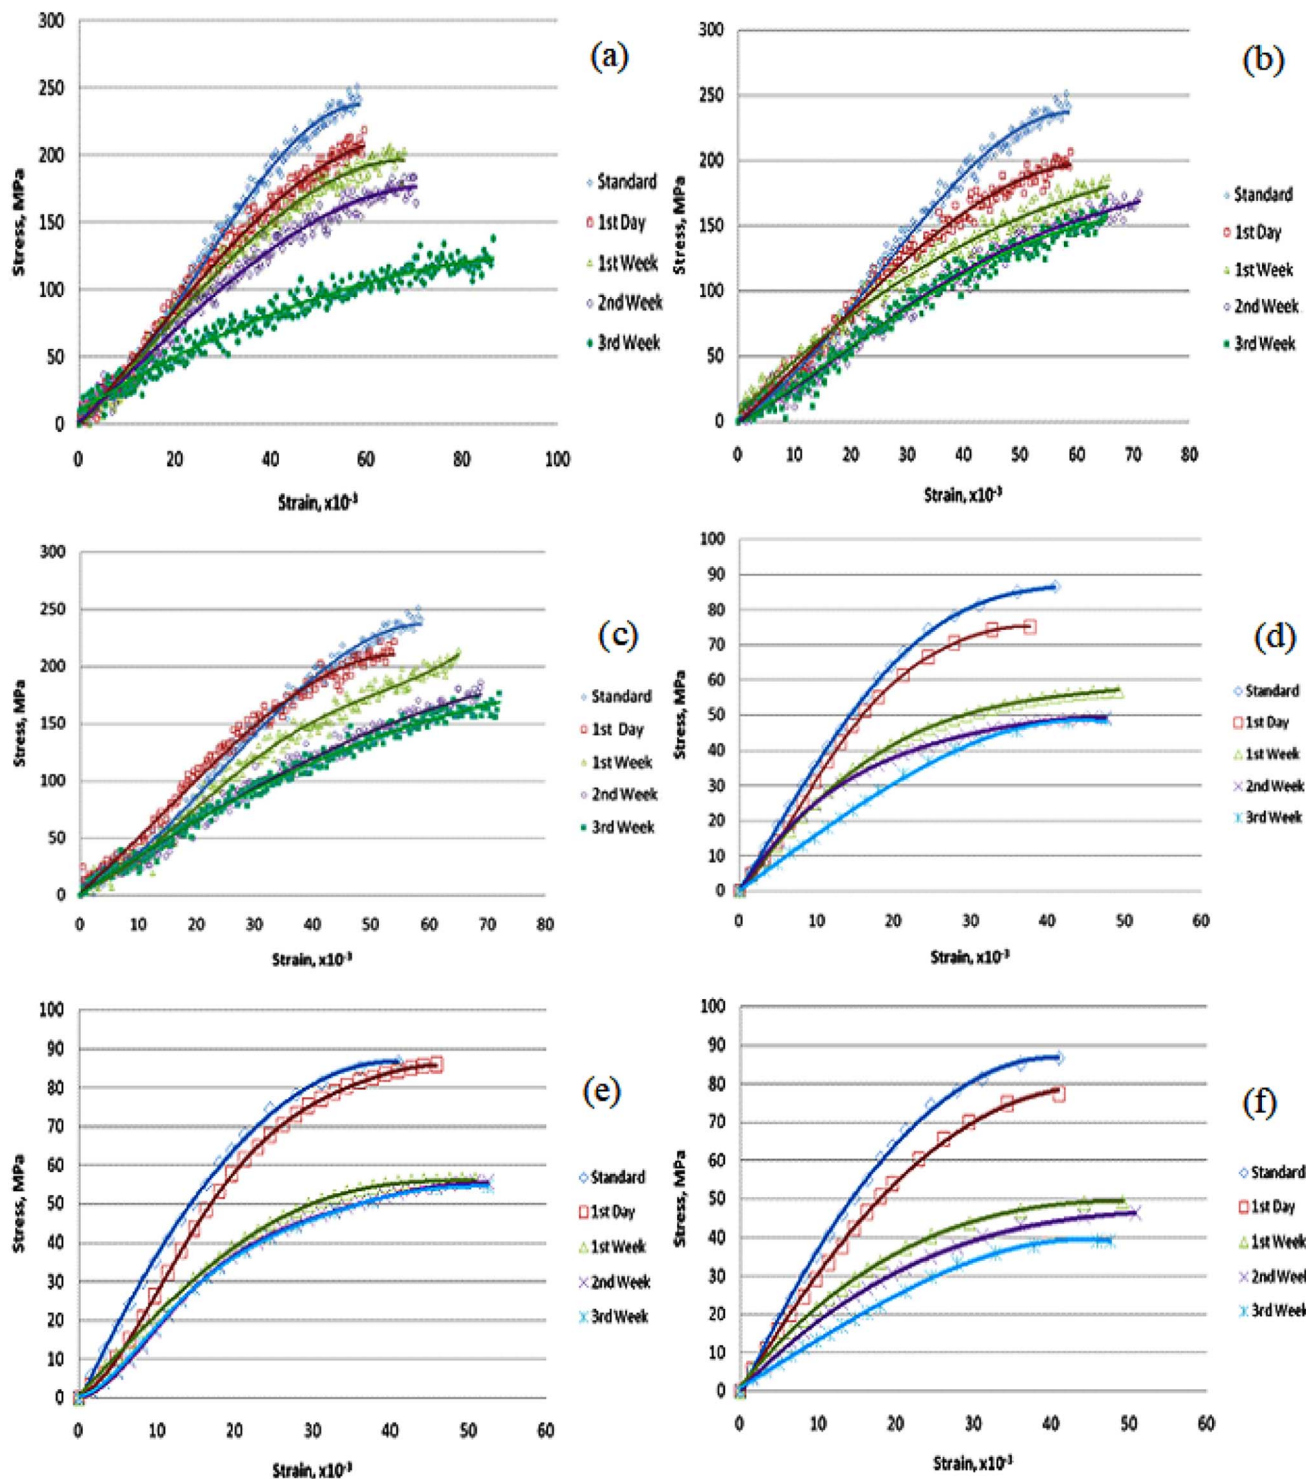 (a)
300
250
200
150
100
50
0
Stress, MPa
0 20 40 60 80 100
Strain, x10⁻³
Standard
1st Day
1st Week
2nd Week
3rd Week
(b)
300
250
200
150
100
50
0
Stress, MPa
0 10 20 30 40 50 60 70 80
Strain, x10⁻³
Standard
1st Day
1st Week
2nd Week
3rd Week
(c)
300
250
200
150
100
50
0
Stress, MPa
0 10 20 30 40 50 60 70 80
Strain, x10⁻³
Standard
1st Day
1st Week
2nd Week
3rd Week
(d)
100
90
80
70
60
50
40
30
20
10
0
Stress, MPa
0 10 20 30 40 50 60
Strain, x10⁻³
Standard
1st Day
1st Week
2nd Week
3rd Week
(e)
100
90
80
70
60
50
40
30
20
10
0
Stress, MPa
0 10 20 30 40 50 60
Strain, x10⁻³
Standard
1st Day
1st Week
2nd Week
3rd Week
(f)
100
90
80
70
60
50
40
30
20
10
0
Stress, MPa
0 10 20 30 40 50 60
Strain, x10⁻³
Standard
1st Day
1st Week
2nd Week
3rd Week